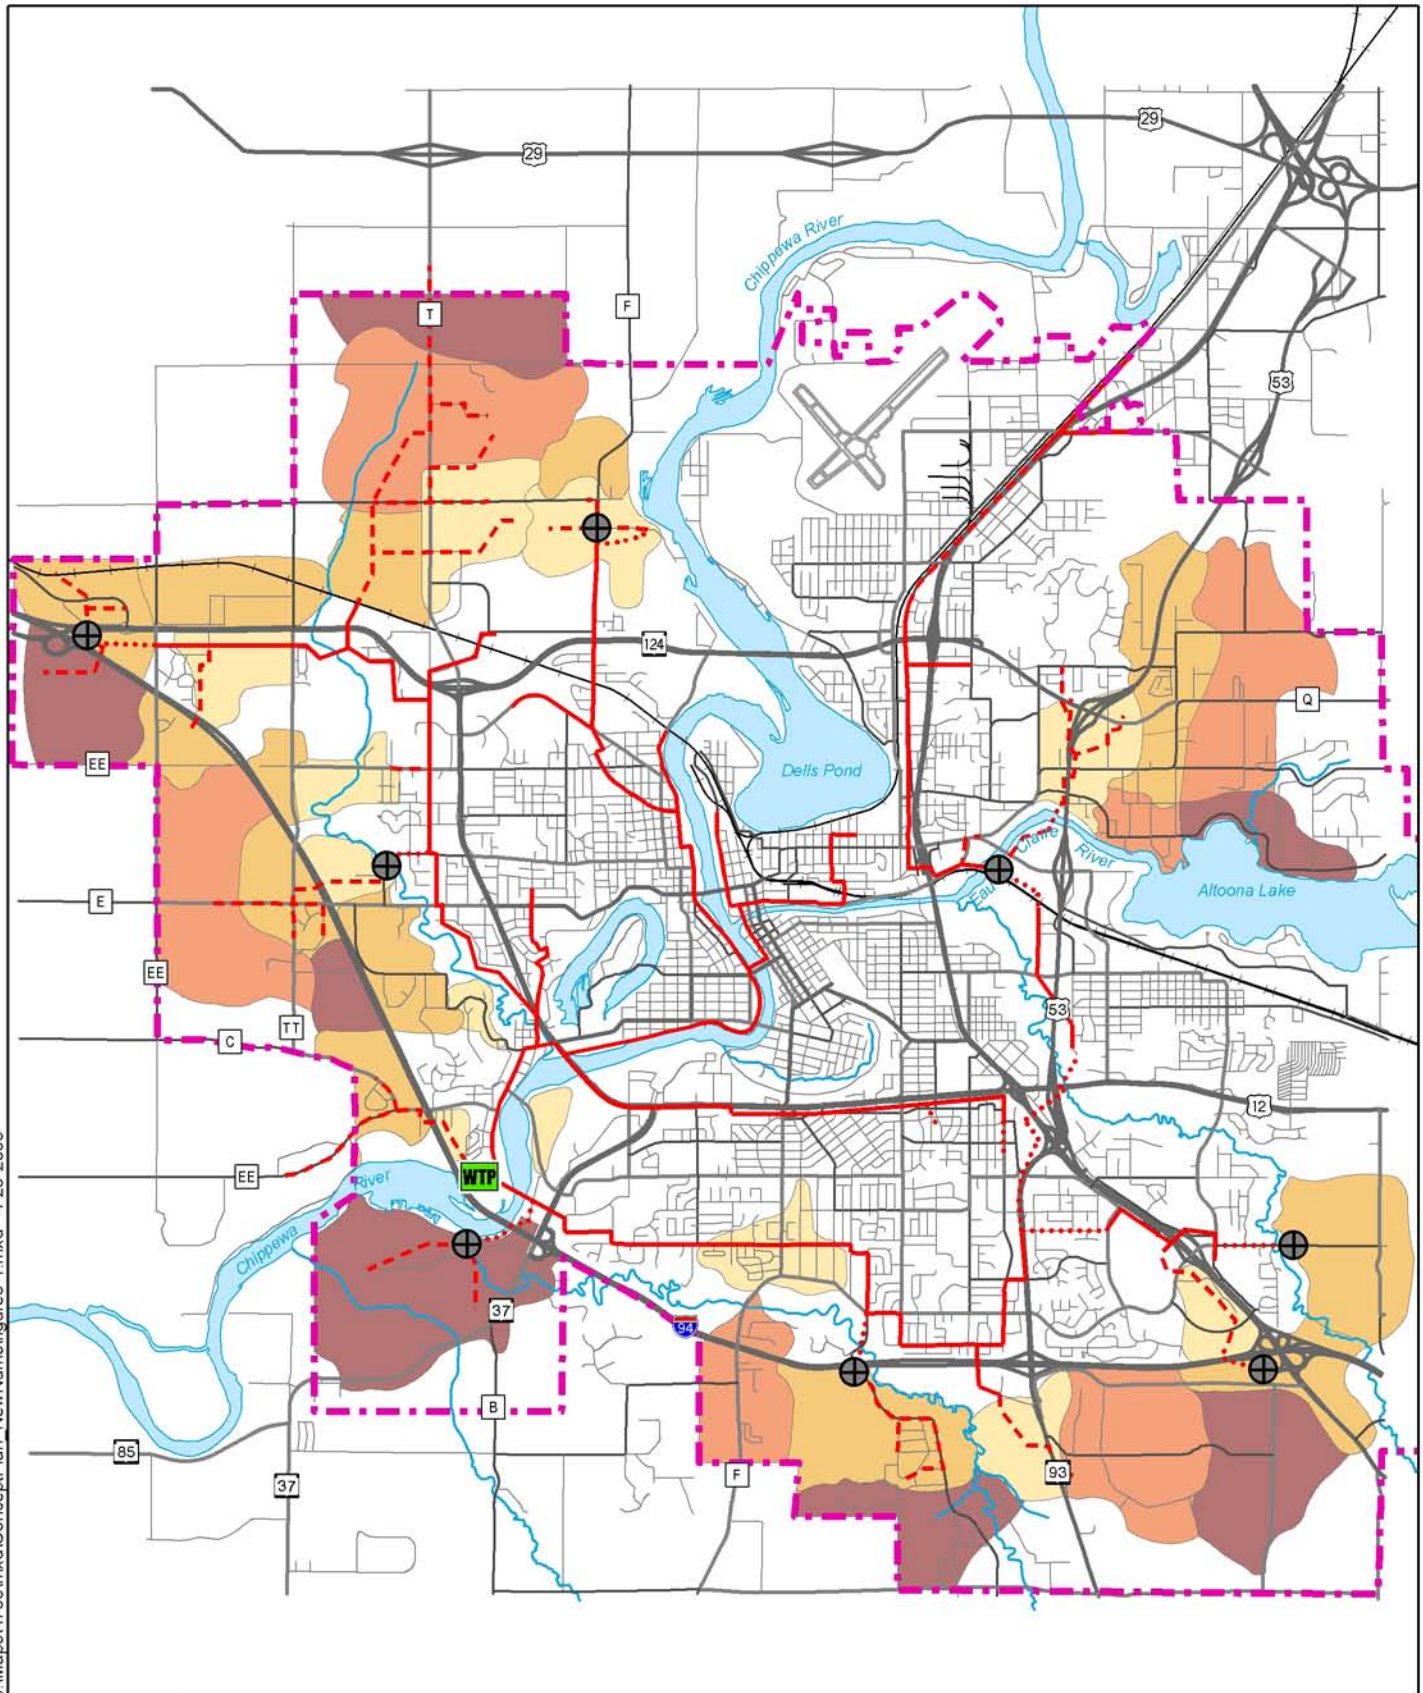 29
29
Chippewa River
T
F
53
124
Q
Dells Pond
EE
Eau Claire River
Altoona Lake
E
EE
TT
53
C
12
EE
WTP
River
Chippewa
37
94
B
85
F
93
37